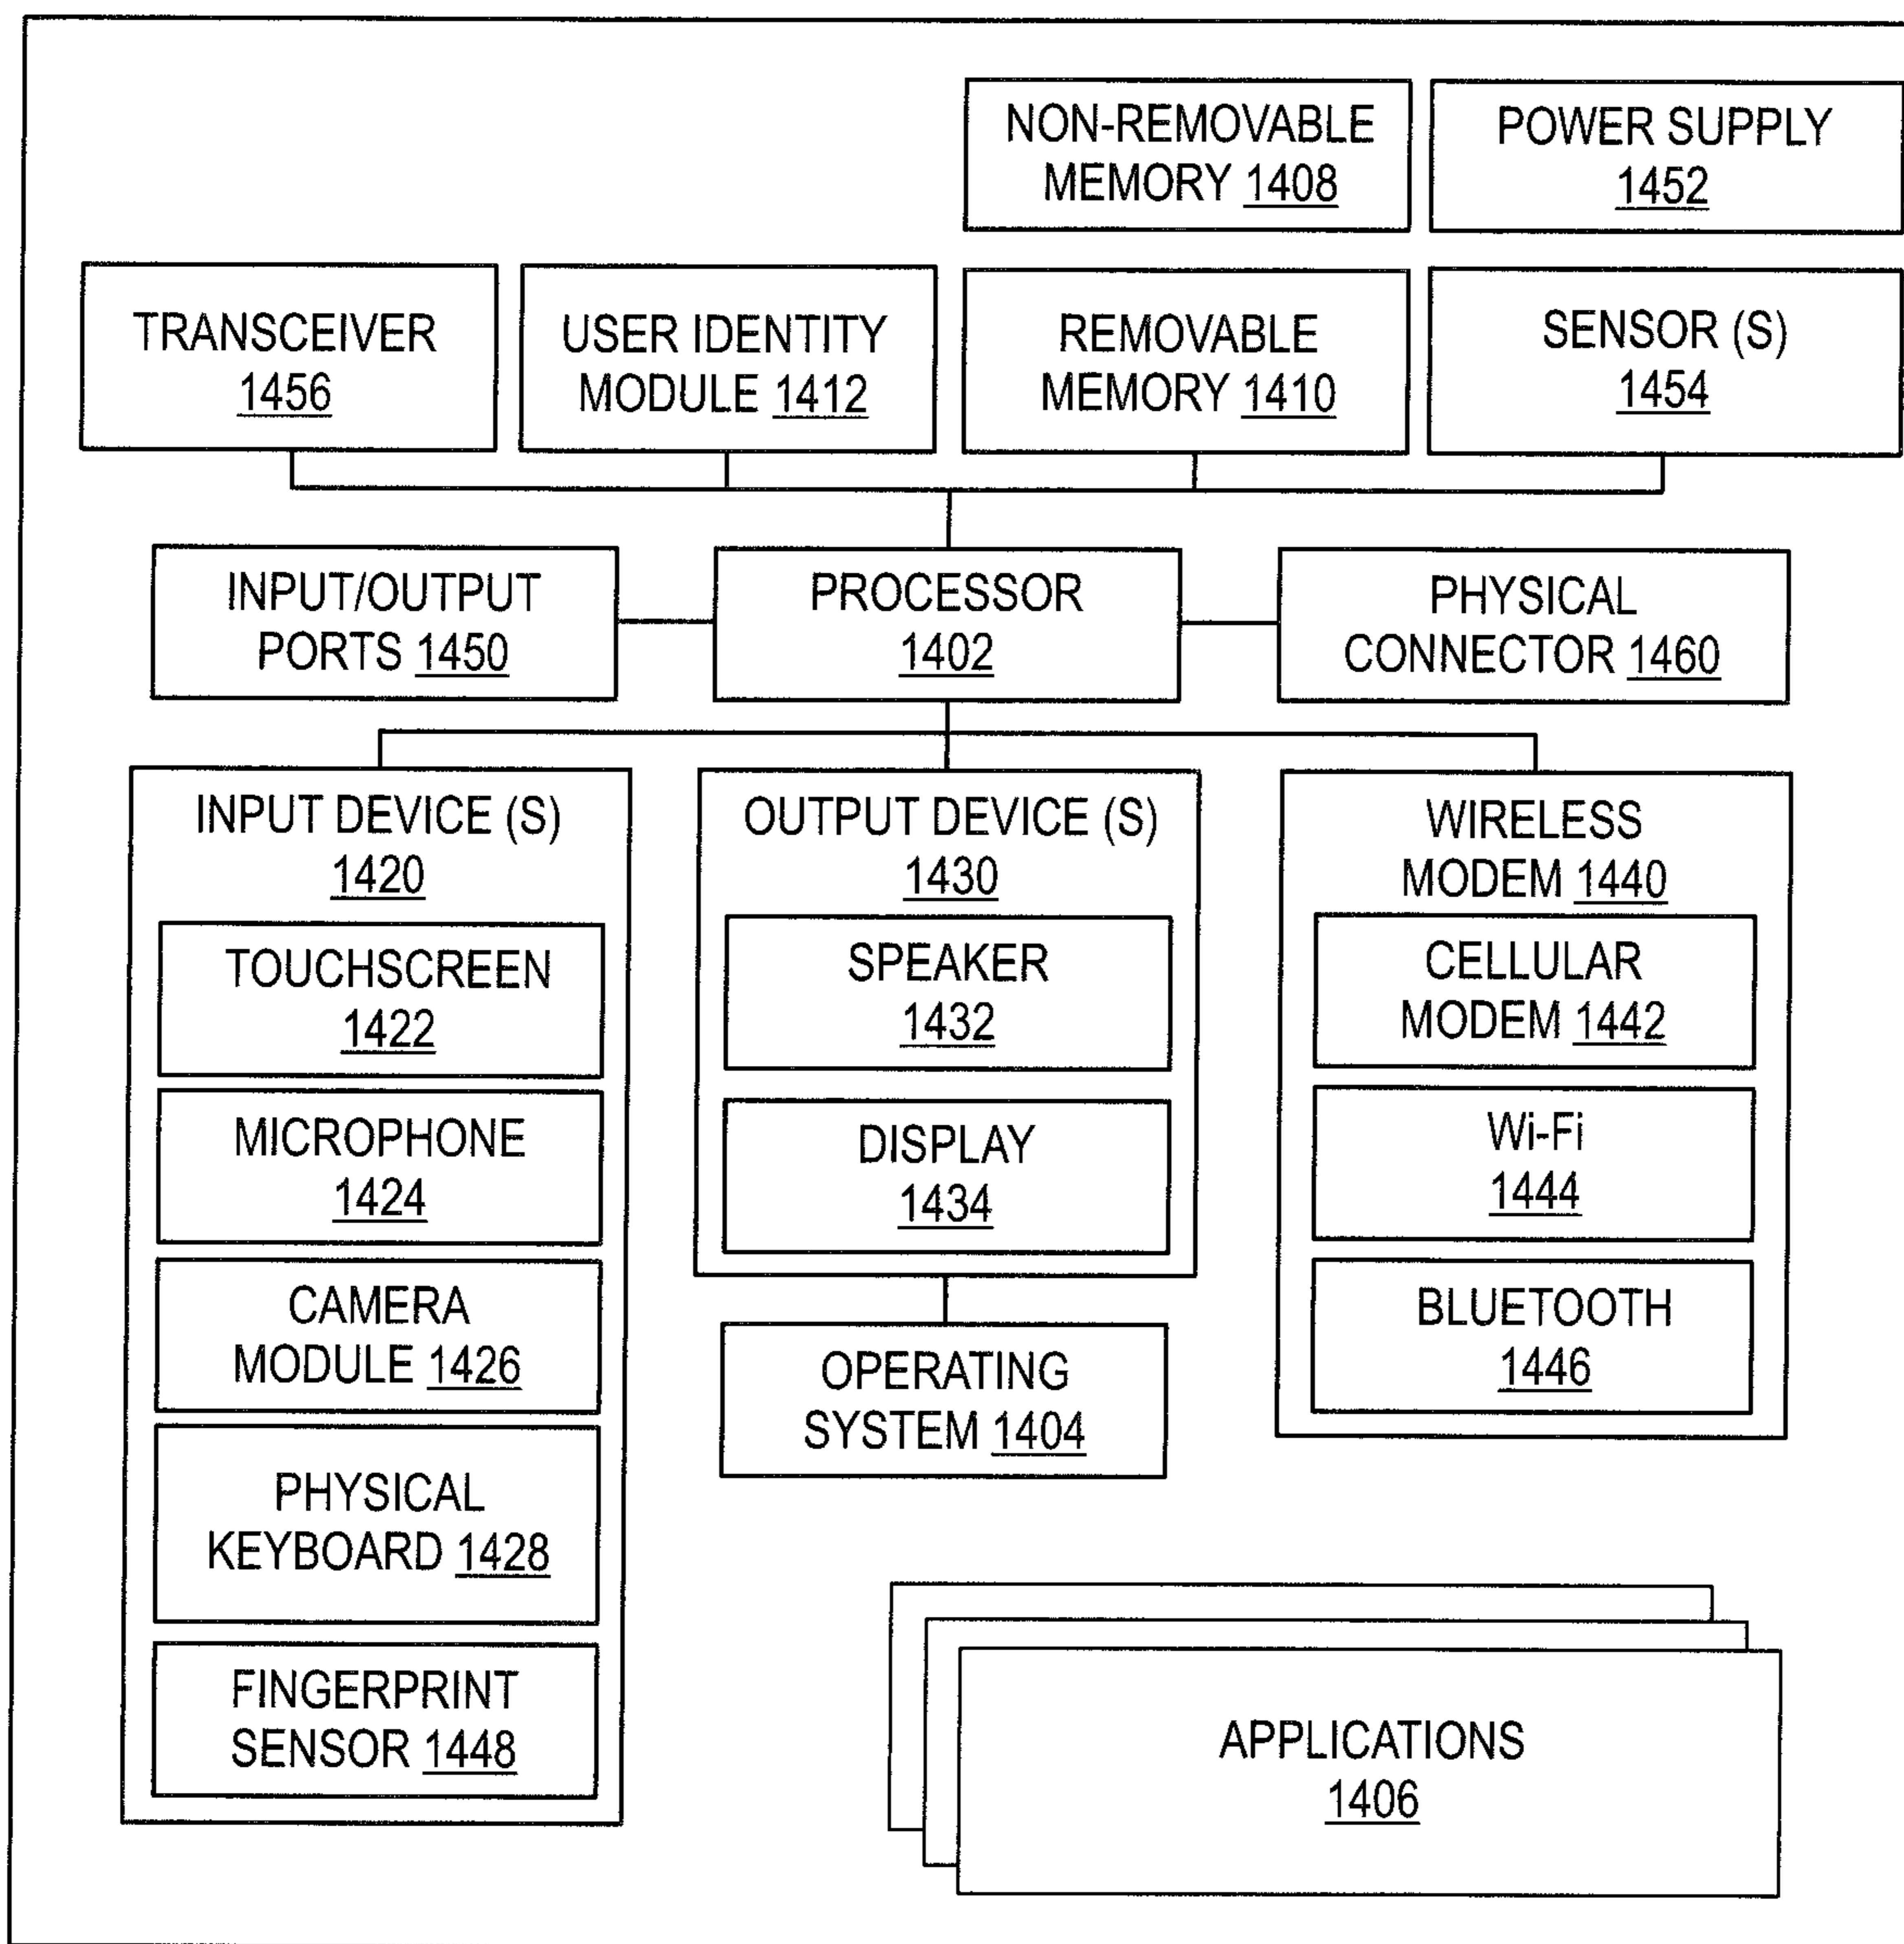 NON-REMOVABLE
MEMORY 1408
POWER SUPPLY
1452
TRANSCEIVER
1456
USER IDENTITY
MODULE 1412
REMOVABLE
MEMORY 1410
SENSOR (S)
1454
INPUT/OUTPUT
PORTS 1450
PROCESSOR
1402
PHYSICAL
CONNECTOR 1460
INPUT DEVICE (S)
1420
TOUCHSCREEN
1422
MICROPHONE
1424
CAMERA
MODULE 1426
PHYSICAL
KEYBOARD 1428
FINGERPRINT
SENSOR 1448
OUTPUT DEVICE (S)
1430
SPEAKER
1432
DISPLAY
1434
OPERATING
SYSTEM 1404
WIRELESS
MODEM 1440
CELLULAR
MODEM 1442
Wi-Fi
1444
BLUETOOTH
1446
APPLICATIONS
1406